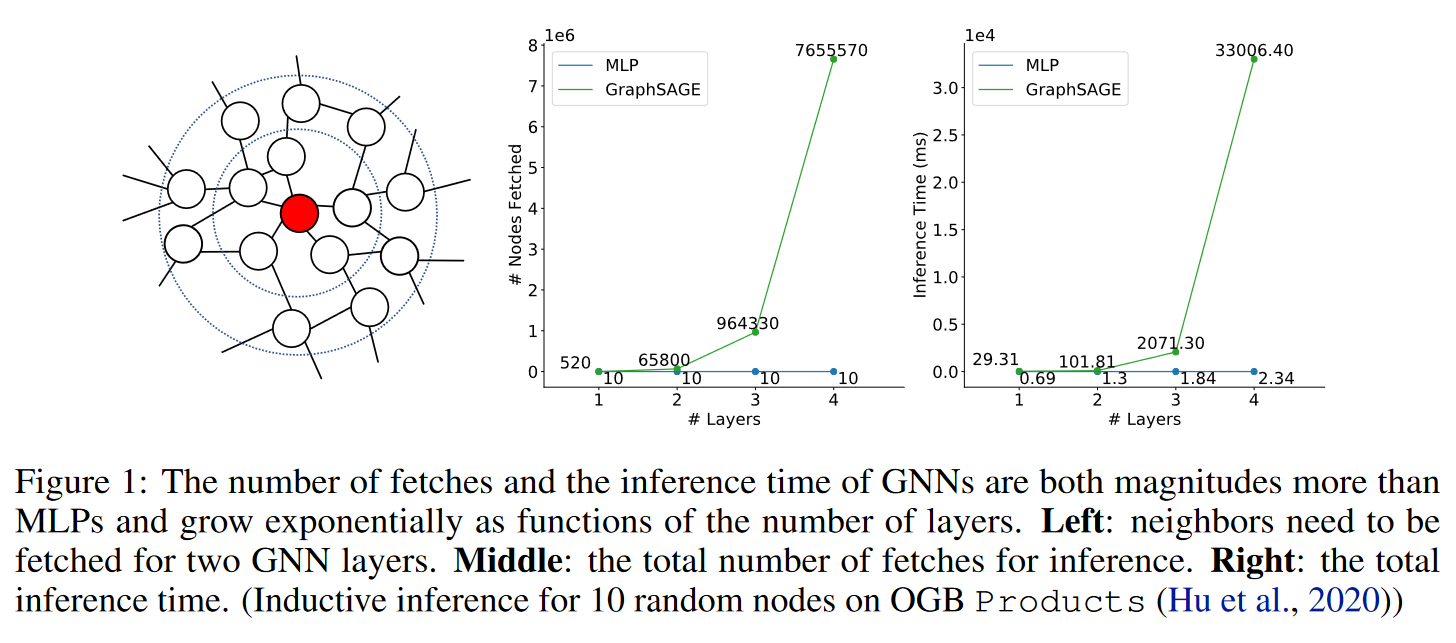 1e6
8
7
6
5
4
3
2
1
0
# Nodes Fetched
MLP
GraphSAGE
7655570
964330
65800
520
10
10
10
10
1
2
3
4
# Layers
1e4
3.0
2.5
2.0
1.5
1.0
0.5
0.0
Inference Time (ms)
MLP
GraphSAGE
33006.40
2071.30
101.81
29.31
0.69
1.3
1.84
2.34
1
2
3
4
# Layers
Figure 1: The number of fetches and the inference time of GNNs are both magnitudes more than
MLPs and grow exponentially as functions of the number of layers. Left: neighbors need to be
fetched for two GNN layers. Middle: the total number of fetches for inference. Right: the total
inference time. (Inductive inference for 10 random nodes on OGB Products (Hu et al., 2020))